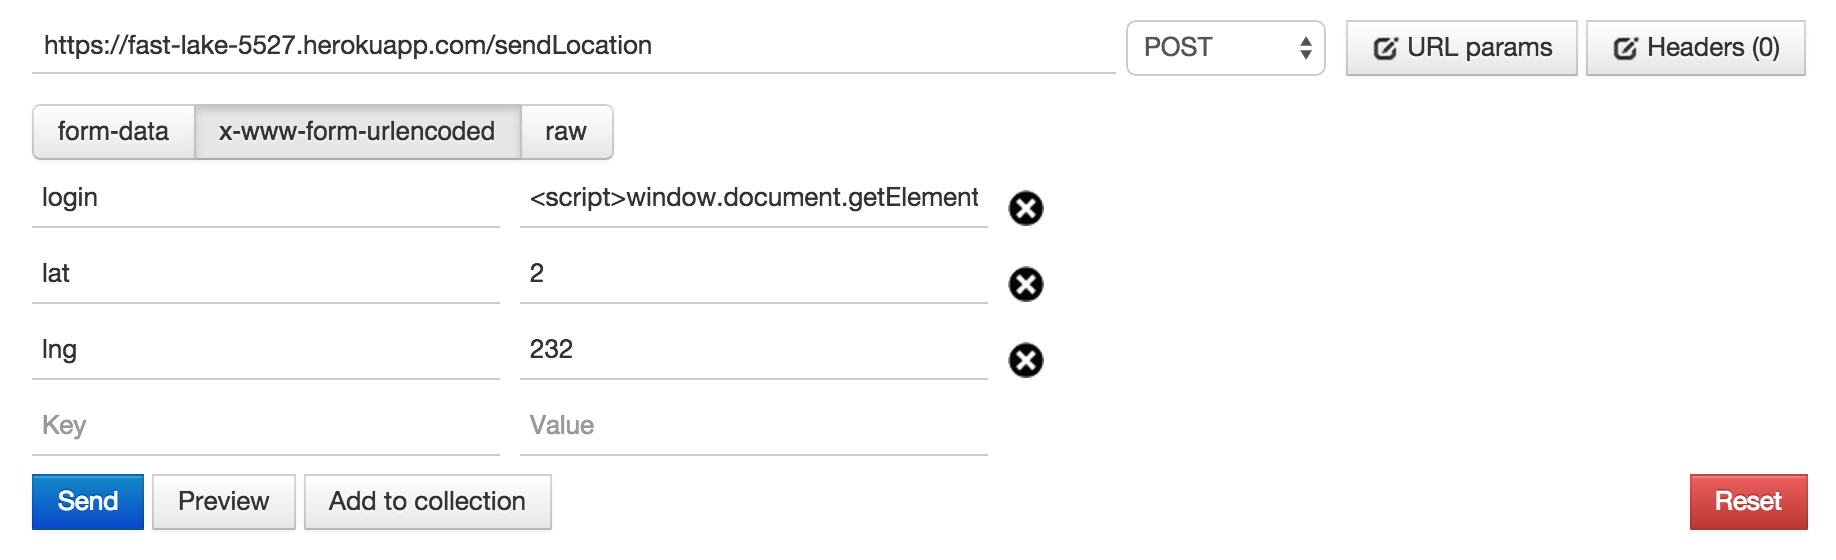 https://fast-lake-5527.herokuapp.com/sendLocation POST URL params Headers (0)
form-data x-www-form-urlencoded raw
login <script>window.document.getElement
lat 2
lng 232
Key Value
Send Preview Add to collection Reset